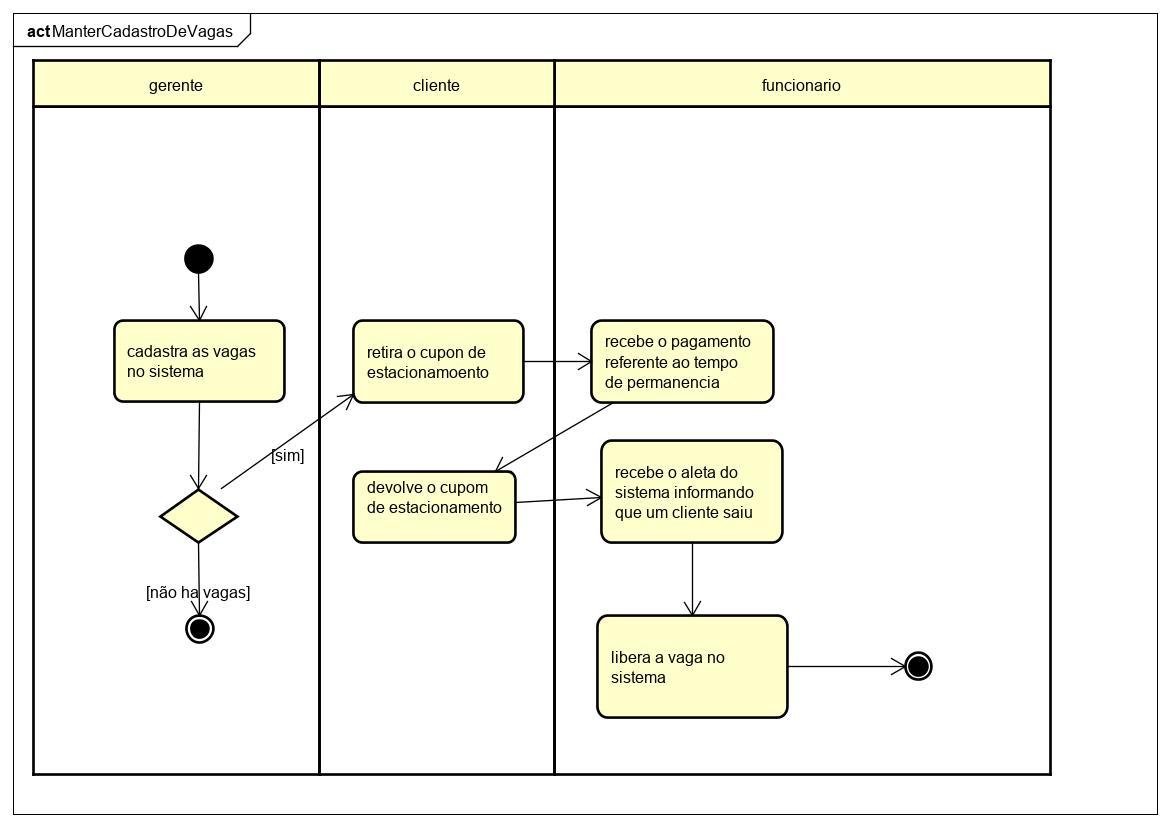 act ManterCadastroDeVagas
gerente
cliente
funcionario
cadastra as vagas
no sistema
retira o cupon de
estacionamoento
recebe o pagamento
referente ao tempo
de permanencia
[sim]
devolve o cupom
de estacionamento
recebe o aleta do
sistema informando
que um cliente saiu
[não ha vagas]
libera a vaga no
sistema